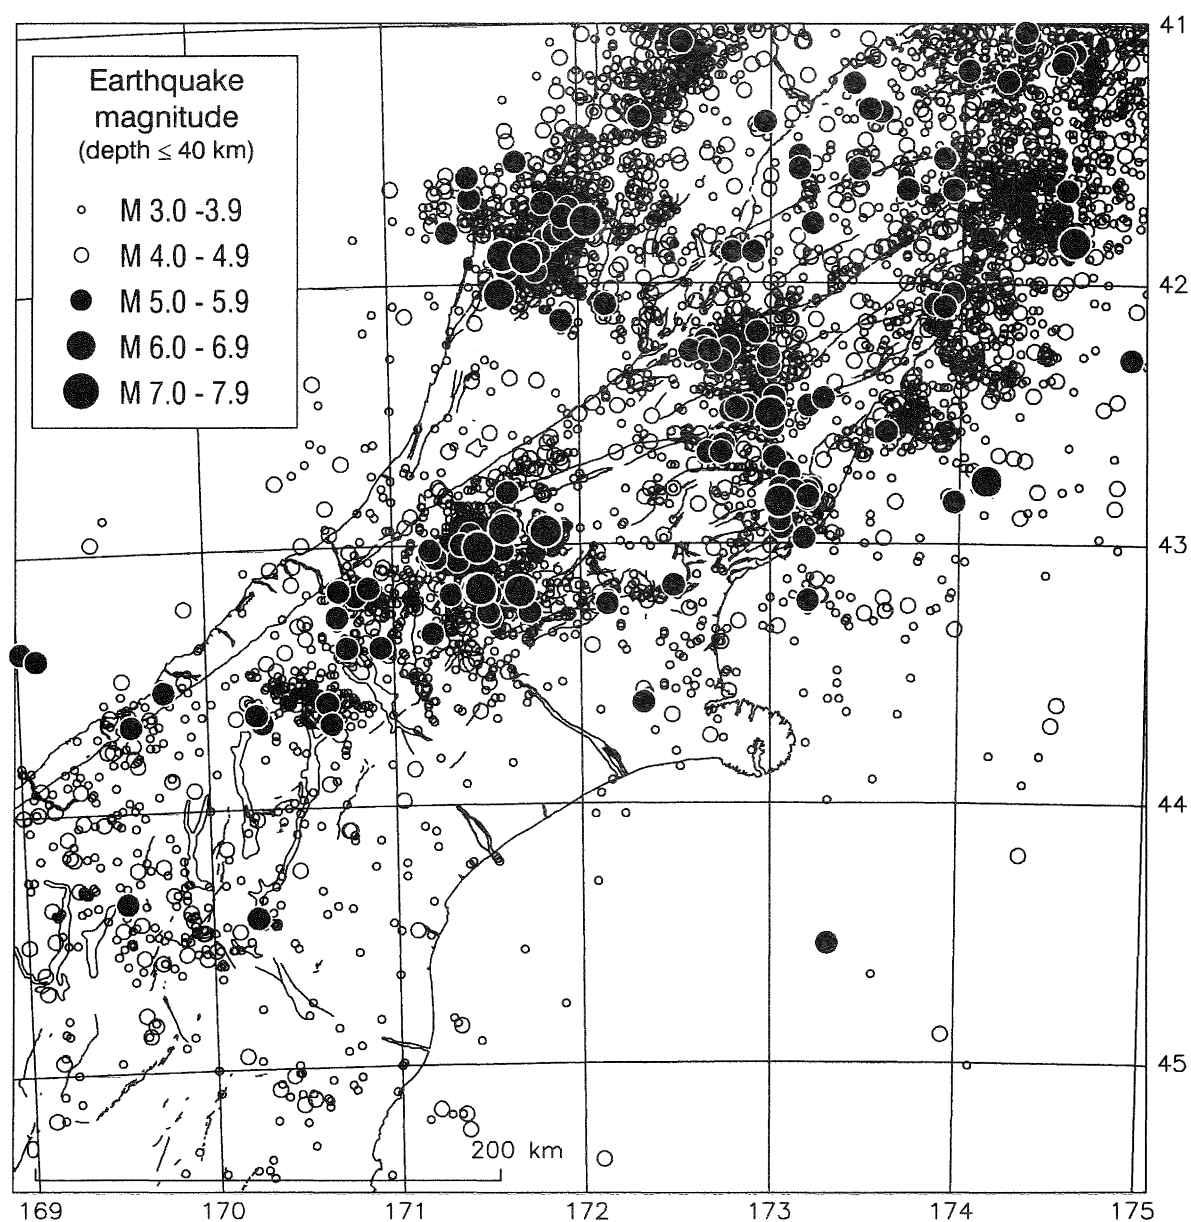 Earthquake
magnitude
(depth ≤ 40 km)
M 3.0 -3.9
M 4.0 - 4.9
M 5.0 - 5.9
M 6.0 - 6.9
M 7.0 - 7.9
41
42
43
44
45
200 km
169 170 171 172 173 174 175